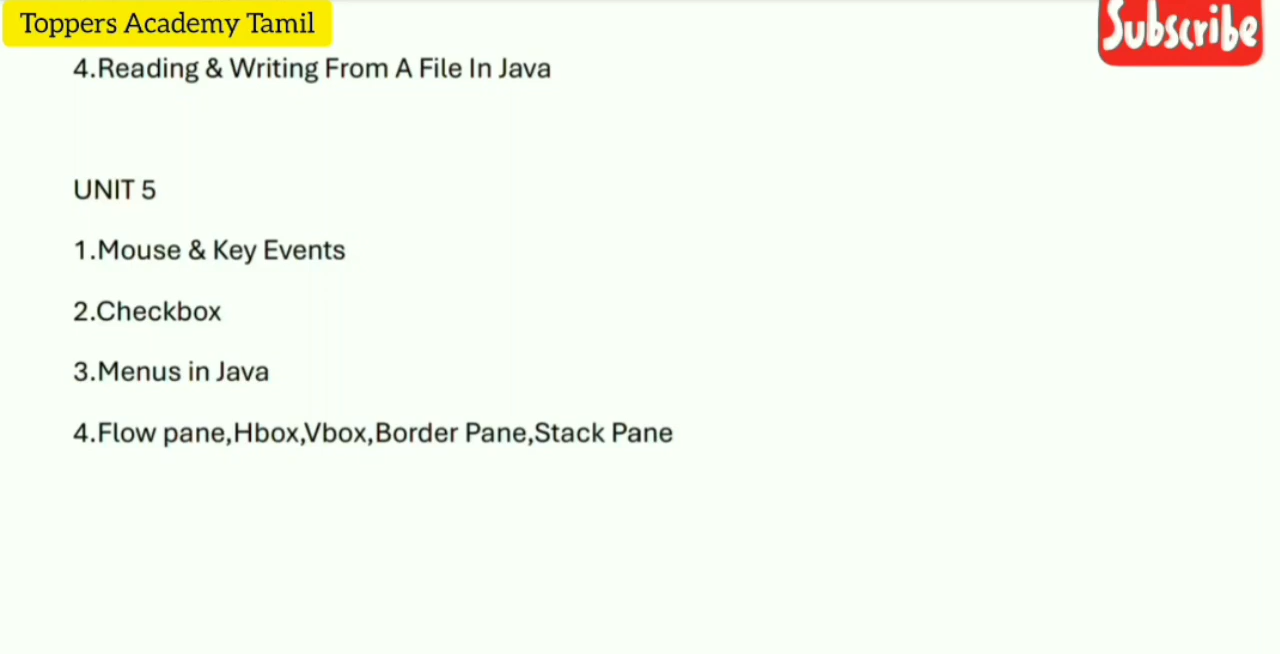 Toppers Academy Tamil
Subscribe
4.Reading & Writing From A File In Java
UNIT 5
1.Mouse & Key Events
2.Checkbox
3.Menus in Java
4.Flow pane,Hbox,Vbox,Border Pane,Stack Pane